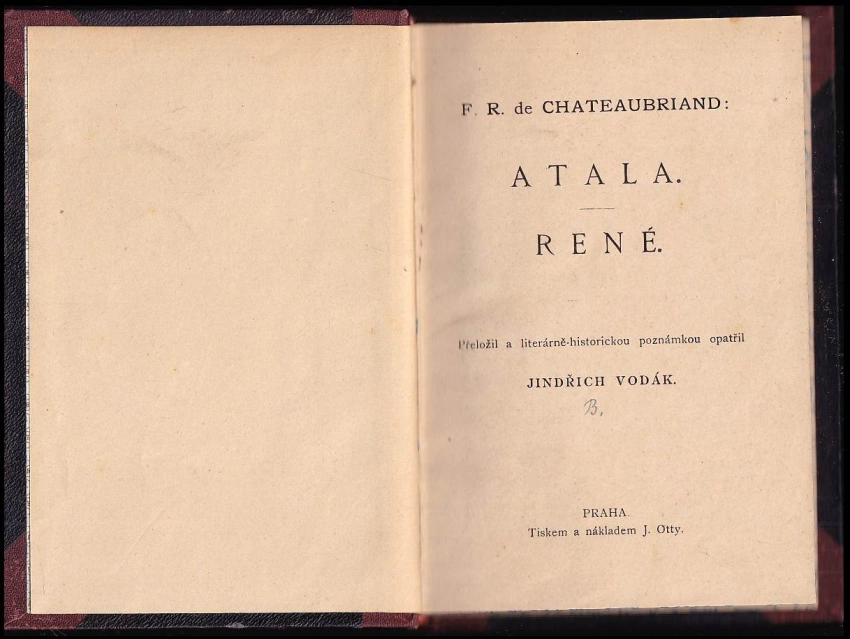 F. R. de CHATEAUBRIAND:
ATALA.
RENÉ.
Přeložil a literárně-historickou poznámkou opatřil
JINDŘICH VODÁK.
B.
PRAHA.
Tiskem a nákladem J. Otty.